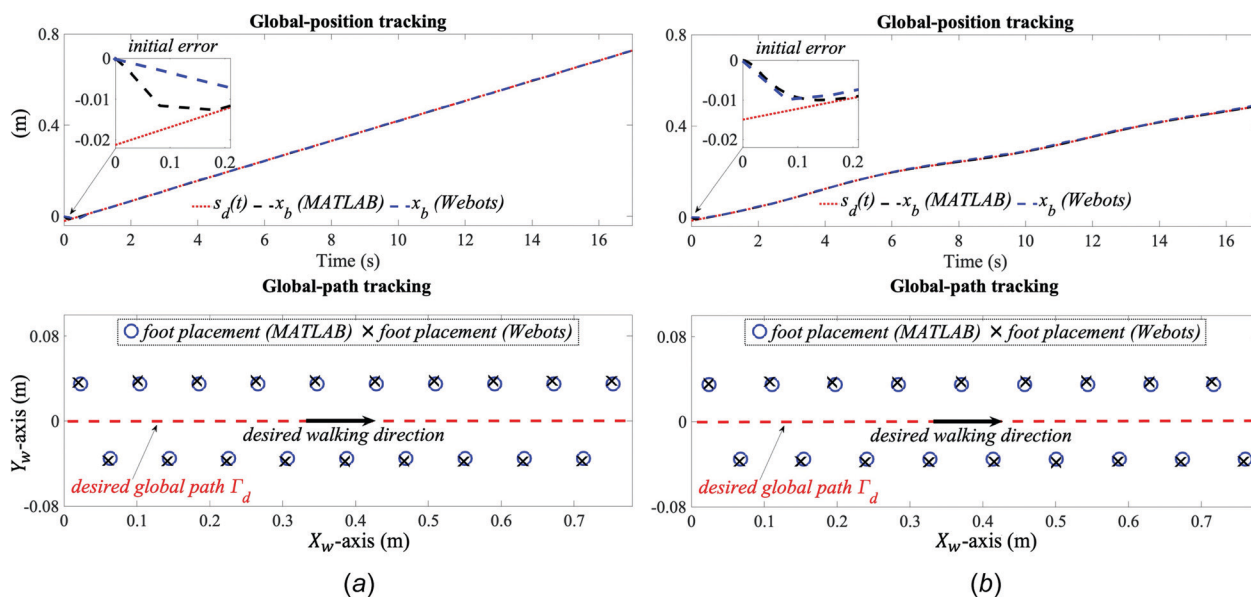 Global-position tracking
0.8
initial error
0
-0.01
-0.02
0 0.1 0.2
0.4
(m)
0
s_d(t) x_b (MATLAB) x_b (Webots)
0 2 4 6 8 10 12 14 16
Time (s)
Global-path tracking
0.08
foot placement (MATLAB) foot placement (Webots)
0
desired walking direction
Y_w-axis (m)
desired global path Γ_d
-0.08
0 0.1 0.2 0.3 0.4 0.5 0.6 0.7
X_w-axis (m)
(a)
Global-position tracking
0.8
initial error
0
-0.01
-0.02
0 0.1 0.2
0.4
0
s_d(t) x_b (MATLAB) x_b (Webots)
0 2 4 6 8 10 12 14 16
Time (s)
Global-path tracking
0.08
foot placement (MATLAB) foot placement (Webots)
0
desired walking direction
desired global path Γ_d
-0.08
0 0.1 0.2 0.3 0.4 0.5 0.6 0.7
X_w-axis (m)
(b)